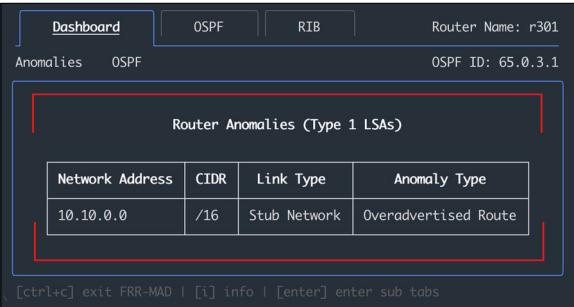 Dashboard OSPF RIB Router Name: r301
Anomalies OSPF OSPF ID: 65.0.3.1
Router Anomalies (Type 1 LSAs)
Network Address CIDR Link Type Anomaly Type
10.10.0.0 /16 Stub Network Overadvertised Route
[ctrl+c] exit FRR-MAD | [i] info | [enter] enter sub tabs